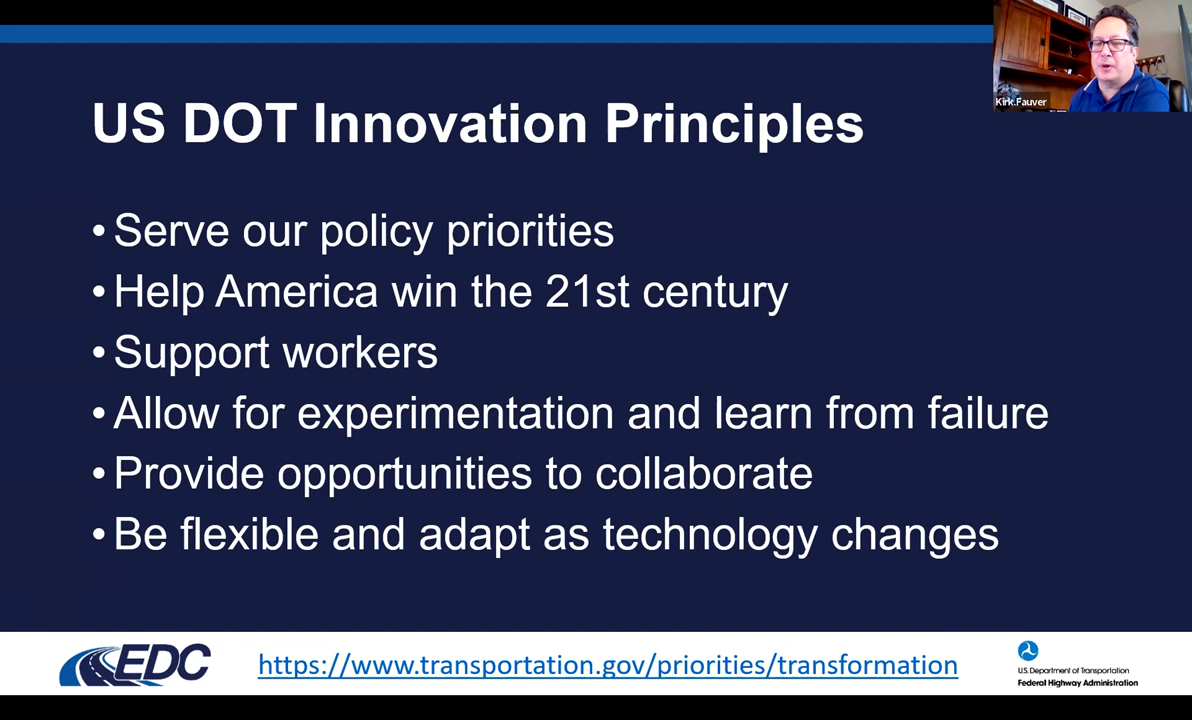 Kirk.Fauver
US DOT Innovation Principles
•Serve our policy priorities
•Help America win the 21st century
•Support workers
•Allow for experimentation and learn from failure
•Provide opportunities to collaborate
•Be flexible and adapt as technology changes
EDC
https://www.transportation.gov/priorities/transformation
U.S. Department of Transportation
Federal Highway Administration